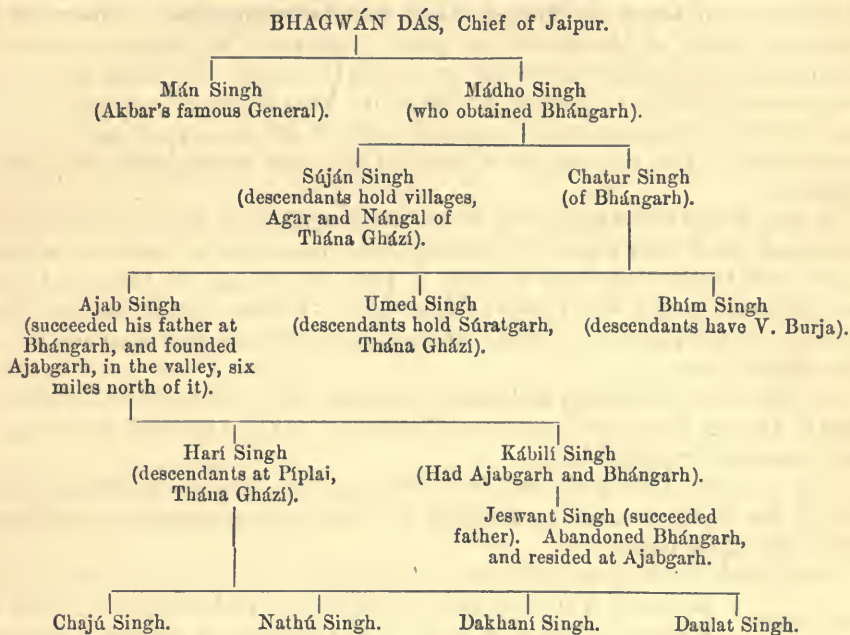 BHAGWÁN DÁS, Chief of Jaipur.
Mán Singh
(Akbar's famous General).
Mádho Singh
(who obtained Bhángarh).
Súján Singh
(descendants hold villages,
Agar and Nángal of
Thána Gházi).
Chatur Singh
(of Bhángarh).
Ajab Singh
(succeeded his father at
Bhángarh, and founded
Ajabgarh, in the valley, six
miles north of it).
Umed Singh
(descendants hold Súratgarh,
Thána Gházi).
Bhím Singh
(descendants have V. Burja).
Harí Singh
(descendants at Píplai,
Thána Gházi).
Kábilí Singh
(Had Ajabgarh and Bhángarh).
Jeswant Singh (succeeded
father). Abandoned Bhángarh,
and resided at Ajabgarh.
Chajú Singh.
Nathú Singh.
Dakhaní Singh.
Daulat Singh.